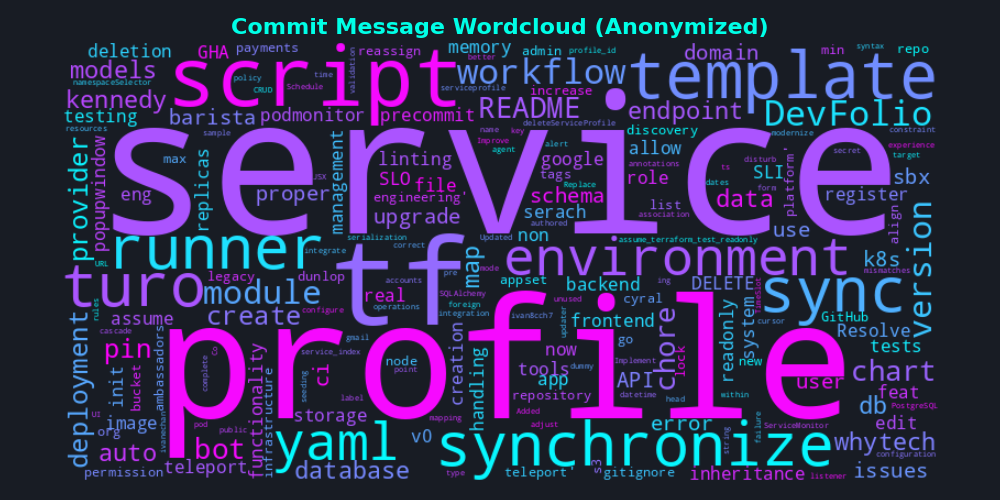 Commit Message Wordcloud (Anonymized)
deletion
GHA
payments
reassign
memory
admin
profile_id
domain
min
syntax
repo
models
namespaceSelector
script
policy
CRUD
time
Schedule
validation
better
serviceprofile
workflow
increase
template
kennedy
testing
resources
barista
podmonitor
precommit
README
deleteServiceProfile
endpoint
DevFolio
service
sample
max
name
key
Improve
agent
alert
discovery
allow
modernize
constraint
experience
target
secret
provider
popupwindow
eng
replicas
proper
JSX
management
linting
SLO
file
engineering
upgrade
google
tags
Replace
schema
serach
authored
annotations
role
list
association
ts
disturb
SLI
form
dates
data
use
platform'
sbx
register
align
version
URL
runner
integrate
serialization
correct
tf
Updated
non
map
assume_terraform_test_readonly
environment
k8s
mismatches
turo
legacy
dunlop
module
configure
real
accounts
operations
pre
mode
SQLAlchemy
foreign
integration
appset
ing
backend
unused
DELETE
cyral
sync
TimeSlot
GitHub
rules
deployment
assume
create
cascade
profile
ivan8cch7
updater
frontend
go
chore
readonly
system
cursor
Resolve
tests
pin
init
bucket
ambassadors
complete
Co
functionality
infrastructure
service_index
gmail
node
point
ci
creation
handling
now
tools
app
dummy
Implement
datetime
API
repository
lock
new
within
user
chart
feat
UI
org
image
ivanechan
auto
pod
public
bot
seeding
label
storage
mapping
v0
Added
adjust
head
error
string
failure
ServiceMonitor
db
PostgreSQL
edit
whytech
configuration
permission
teleport
yaml
database
type
synchronize
teleport'
s3
gitignore
inheritance
listener
issues